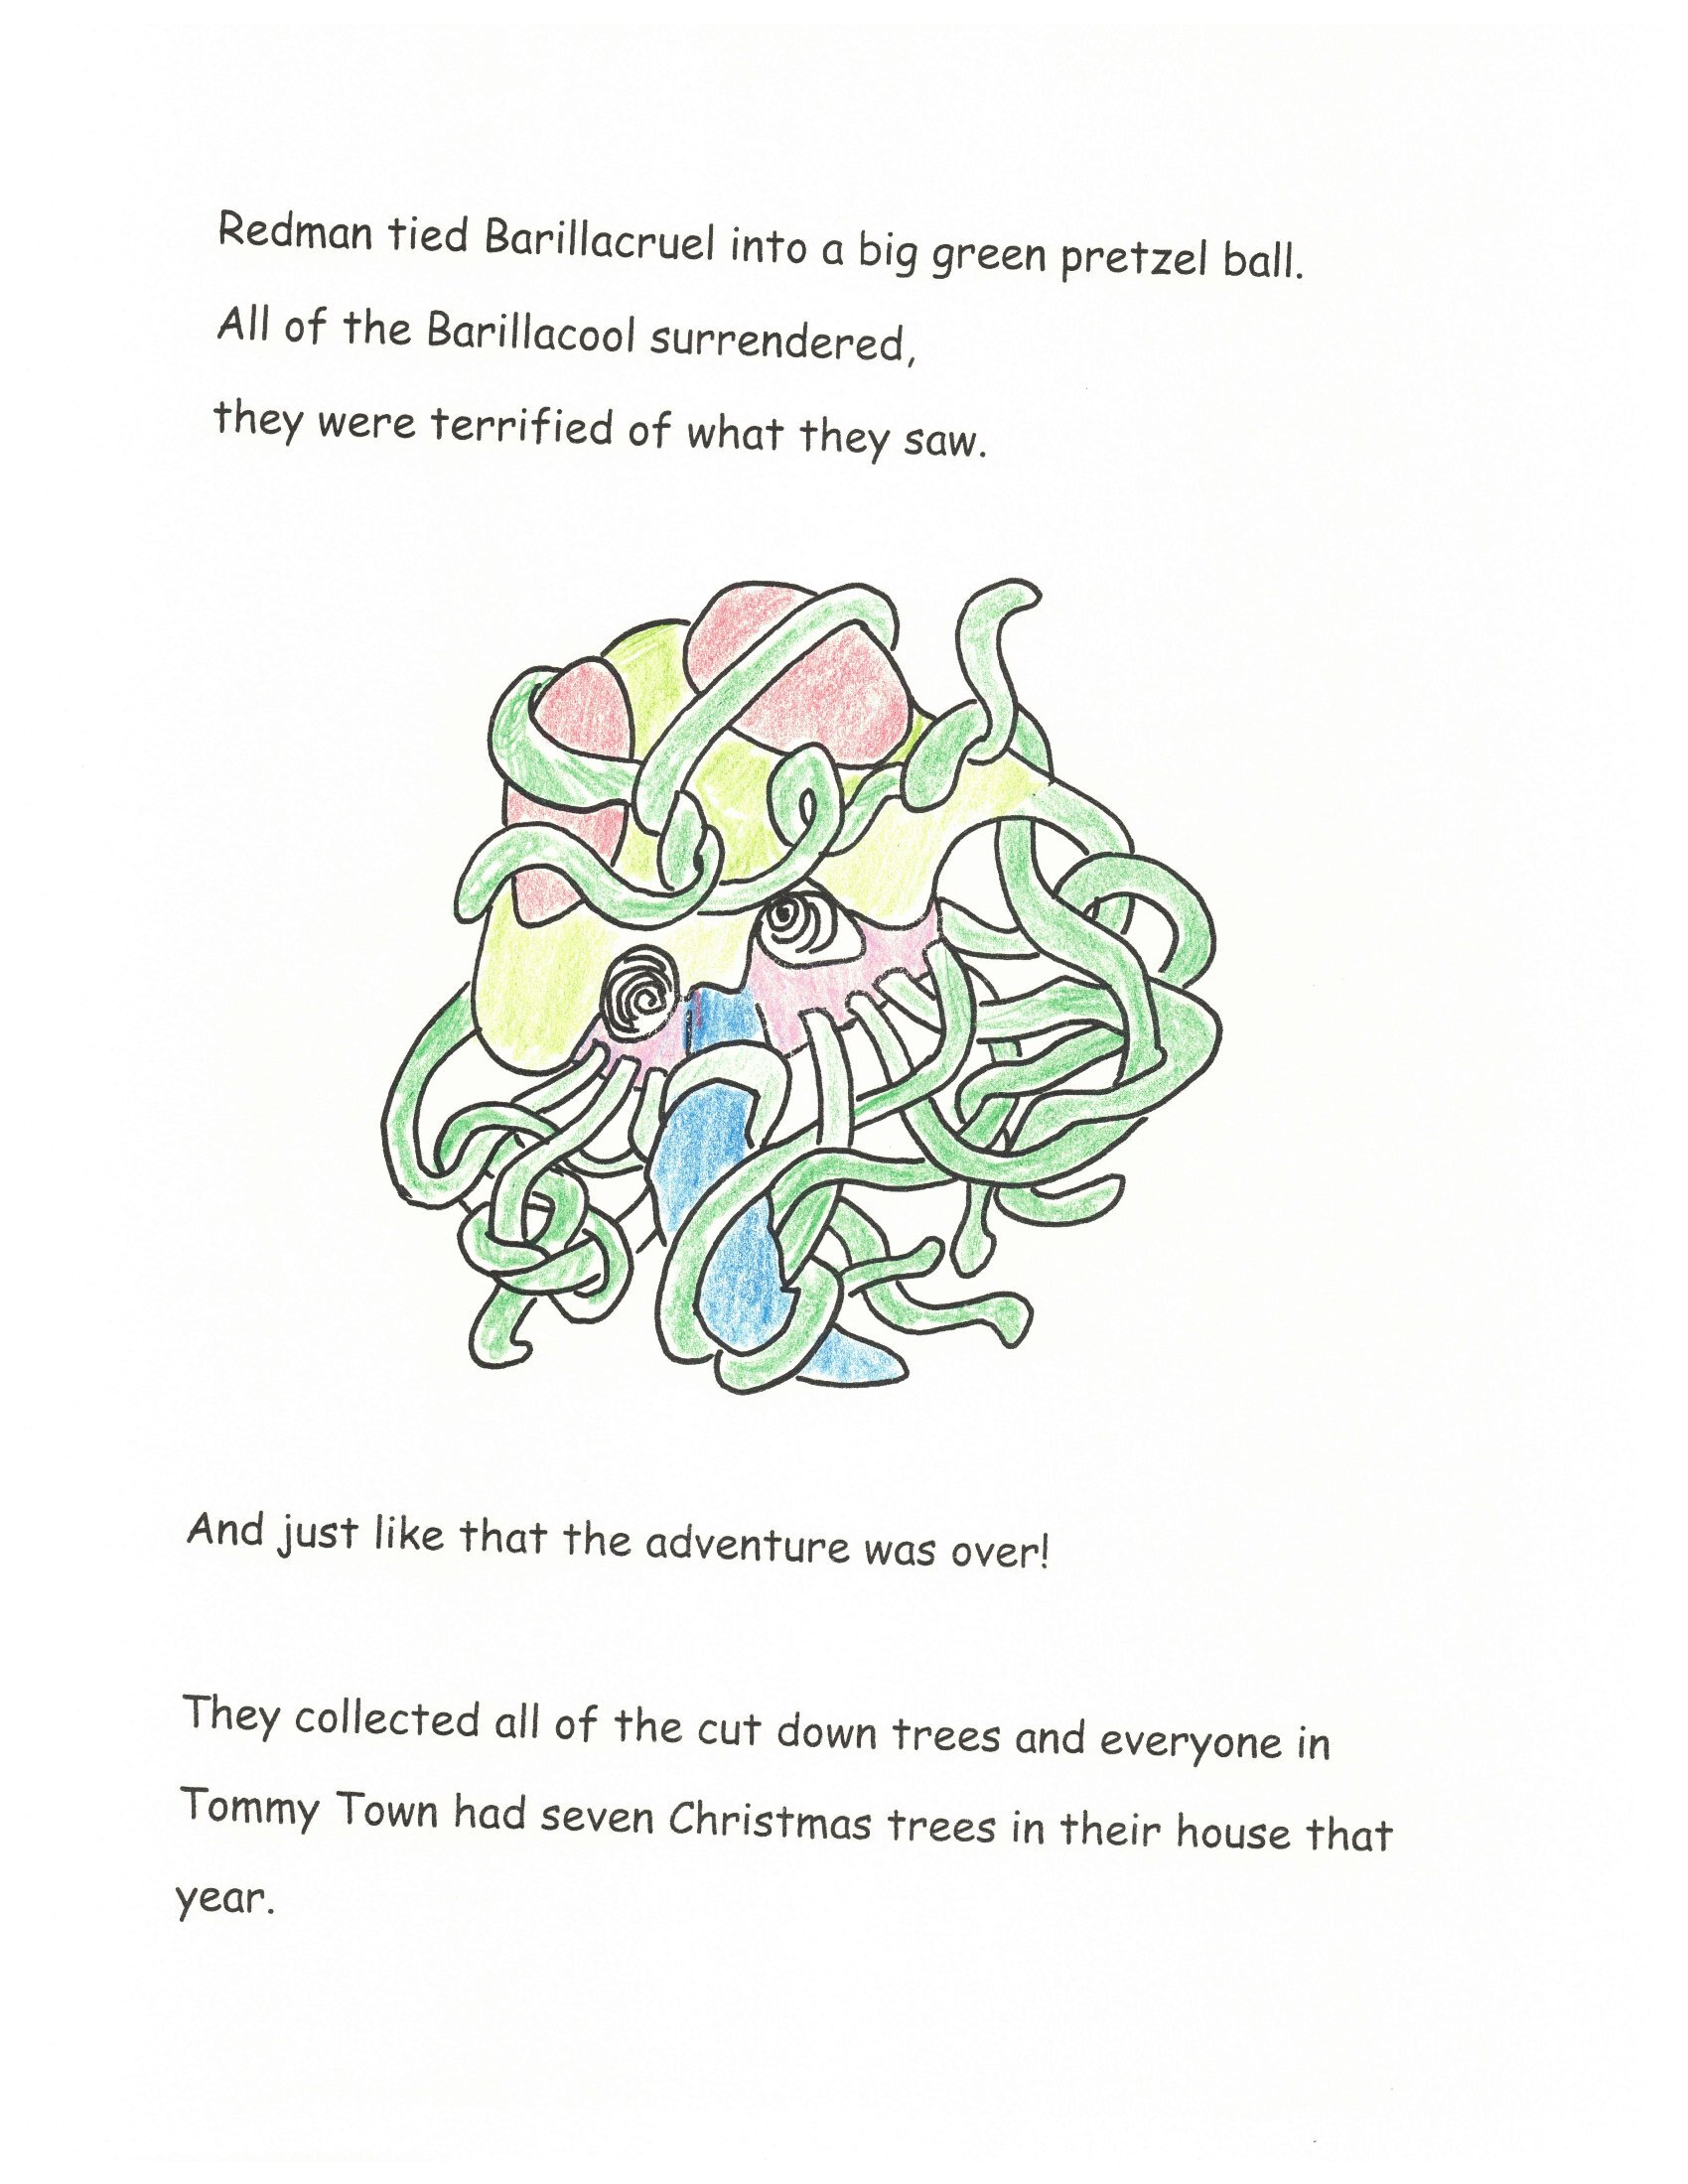 Redman tied Barillacruel into a big green pretzel ball.
All of the Barillacool surrendered,
they were terrified of what they saw.
And just like that the adventure was over!
They collected all of the cut down trees and everyone in
Tommy Town had seven Christmas trees in their house that
year.